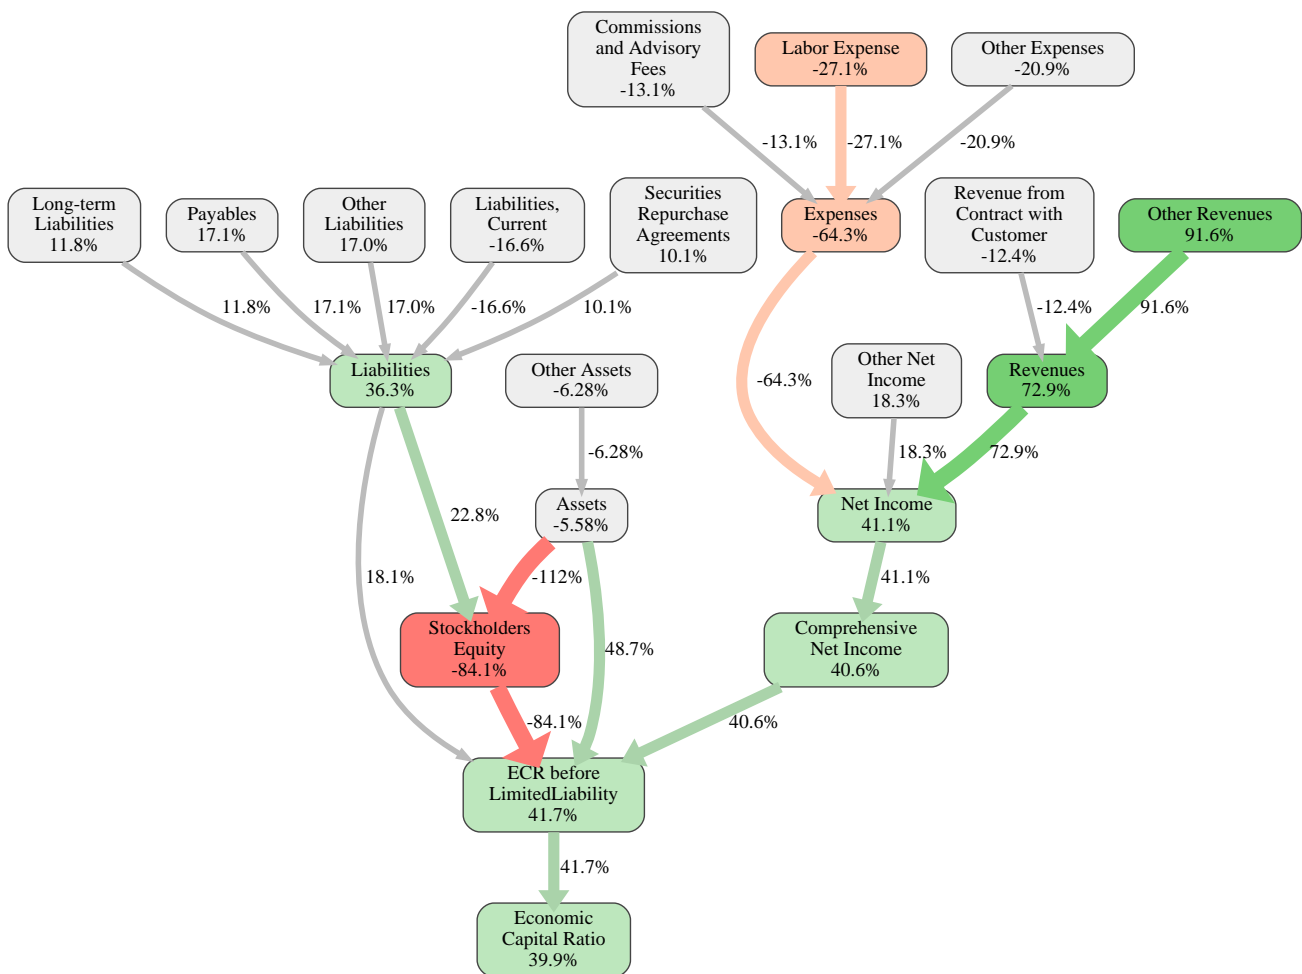 Commissions
and Advisory
Fees
-13.1%
Labor Expense
-27.1%
Other Expenses
-20.9%
-13.1%
-27.1%
-20.9%
Long-term
Liabilities
11.8%
Payables
17.1%
Other
Liabilities
17.0%
Liabilities,
Current
-16.6%
Securities
Repurchase
Agreements
10.1%
Expenses
-64.3%
Revenue from
Contract with
Customer
-12.4%
Other Revenues
91.6%
11.8%
17.1%
17.0%
-16.6%
10.1%
-12.4%
91.6%
Liabilities
36.3%
Other Assets
-6.28%
-64.3%
Other Net
Income
18.3%
Revenues
72.9%
-6.28%
18.3%
72.9%
Assets
-5.58%
Net Income
41.1%
22.8%
18.1%
-112%
41.1%
Stockholders
Equity
-84.1%
48.7%
Comprehensive
Net Income
40.6%
-84.1%
40.6%
ECR before
LimitedLiability
41.7%
41.7%
Economic
Capital Ratio
39.9%